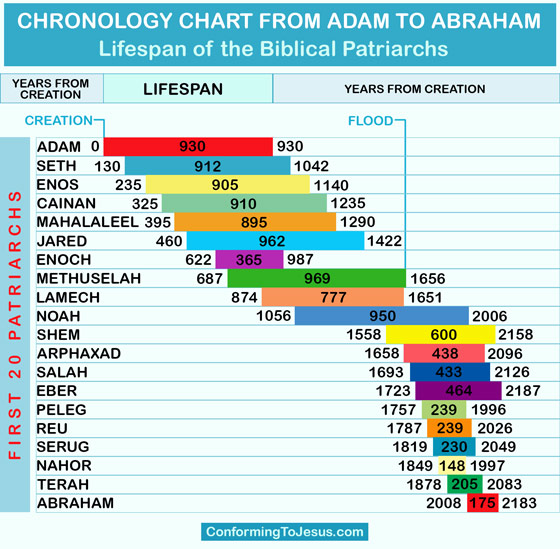 CHRONOLOGY CHART FROM ADAM TO ABRAHAM
Lifespan of the Biblical Patriarchs
YEARS FROM CREATION
LIFESPAN
YEARS FROM CREATION
CREATION
FLOOD
FIRST 20 PATRIARCHS
ADAM 0 930 930
SETH 130 912 1042
ENOS 235 905 1140
CAINAN 325 910 1235
MAHALALEEL 395 895 1290
JARED 460 962 1422
ENOCH 622 365 987
METHUSELAH 687 969 1656
LAMECH 874 777 1651
NOAH 1056 950 2006
SHEM 1558 600 2158
ARPHAXAD 1658 438 2096
SALAH 1693 433 2126
EBER 1723 464 2187
PELEG 1757 239 1996
REU 1787 239 2026
SERUG 1819 230 2049
NAHOR 1849 148 1997
TERAH 1878 205 2083
ABRAHAM 2008 175 2183
ConformingToJesus.com